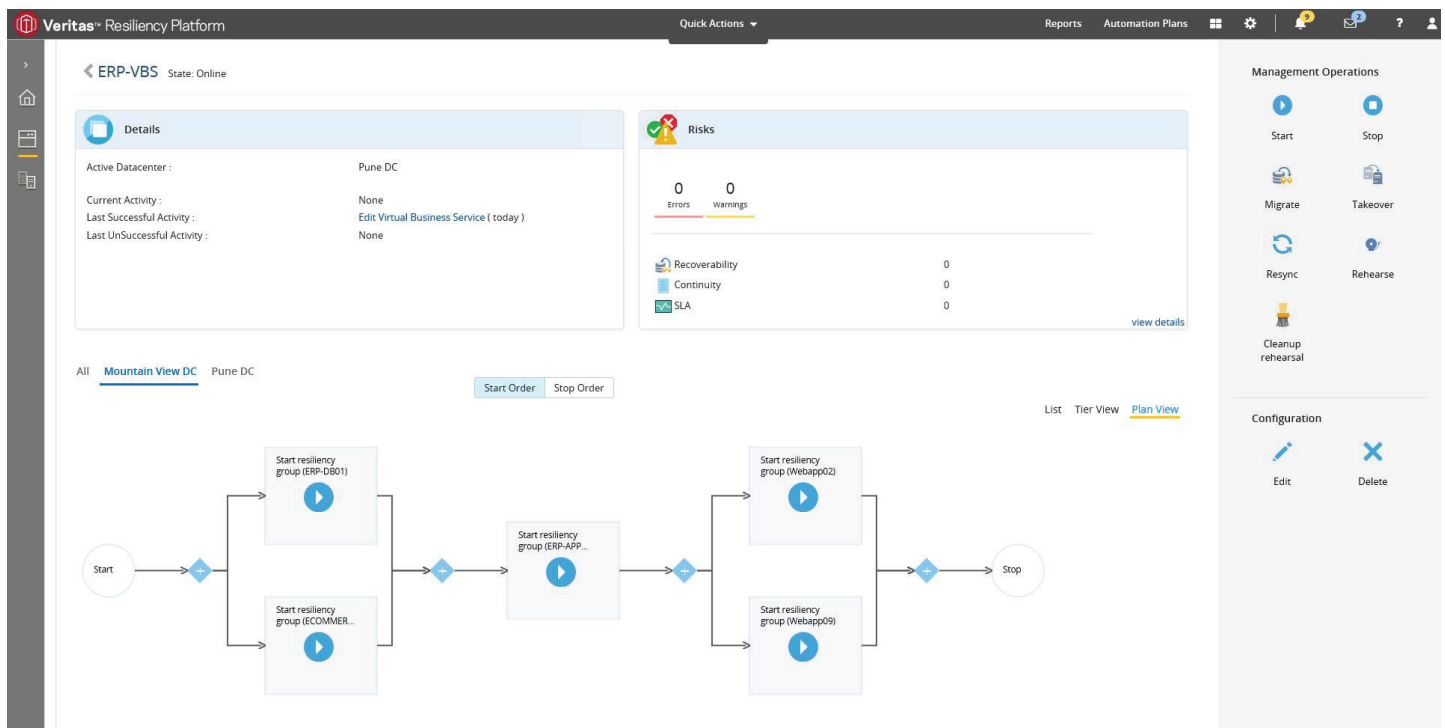 Veritas™ Resiliency Platform
Quick Actions
Reports
Automation Plans
9
2
?
ERP-VBS State: Online
Details
Active Datacenter : Pune DC
Current Activity : None
Last Successful Activity : Edit Virtual Business Service ( today )
Last UnSuccessful Activity : None
Risks
0 0
Errors Warnings
Recoverability 0
Continuity 0
SLA 0
view details
All Mountain View DC Pune DC
Start Order Stop Order
List Tier View Plan View
Start
Start resiliency
group (ERP-DB01)
Start resiliency
group (ECOMMER...
Start resiliency
group (ERP-APP...
Start resiliency
group (Webapp02)
Start resiliency
group (Webapp09)
Stop
Management Operations
Start Stop
Migrate Takeover
Resync Rehearse
Cleanup
rehearsal
Configuration
Edit Delete